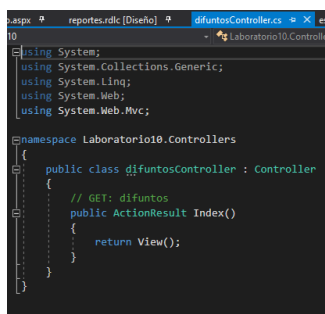 o.aspx reportes.rdlc [Diseño] difuntosController.cs
10 Laboratorio10.Controlle
using System;
using System.Collections.Generic;
using System.Linq;
using System.Web;
using System.Web.Mvc;
namespace Laboratorio10.Controllers
{
public class difuntosController : Controller
{
// GET: difuntos
public ActionResult Index()
{
return View();
}
}
}